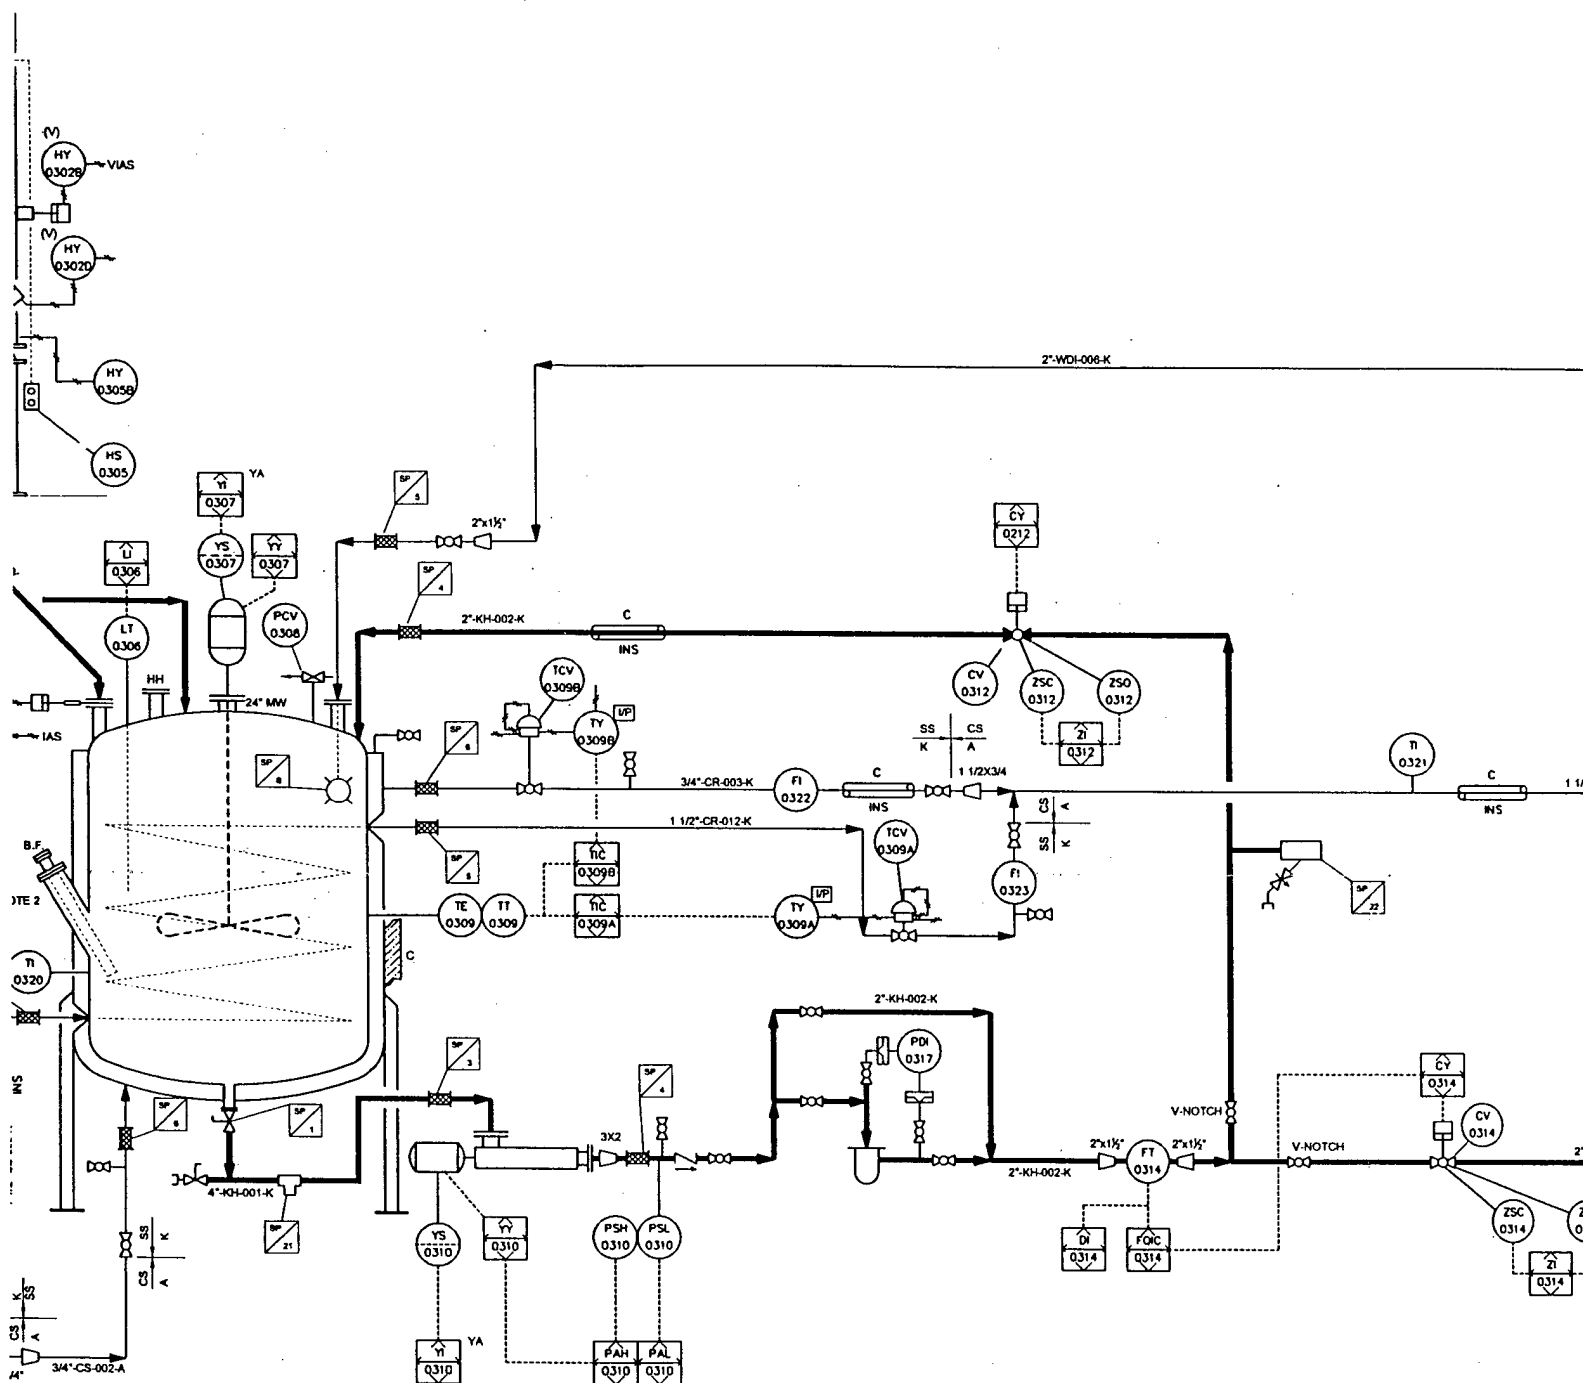 (V)
HY
0302B
VIAS
(V)
HY
0302D
HY
0305B
HS
0305
2"-WDI-006-K
YI
0307
YA
SP
5
2"x1½"
CY
0212
LI
0306
YS
0307
YY
0307
SP
4
PCV
0308
2"-KH-002-K
C
INS
LT
0306
HH
24" MW
IAS
TCV
0309B
TY
0309B
I/P
CV
0312
ZSC
0312
ZSO
0312
ZI
0312
SP
6
SP
8
SS
K
CS
A
TI
0321
3/4"-CR-003-K
FI
0322
C
INS
1 1/2X3/4
C
INS
1 1/2"-CR-012-K
CS
A
SS
K
TCV
0309A
B.F.
SP
5
TIC
0309B
FI
0323
SP
22
TE
0309
TT
0309
TIC
0309A
TY
0309A
I/P
TI
0320
C
2"-KH-002-K
PDI
0317
INS
SP
3
SP
4
CY
0314
SP
6
SP
1
V-NOTCH
CV
0314
3X2
V-NOTCH
2"x1½"
FT
0314
2"x1½"
2"-KH-002-K
4"-KH-001-K
SP
21
YS
0310
YY
0310
PSH
0310
PSL
0310
DI
0314
FQIC
0314
ZSC
0314
ZI
0314
SS
K
CS
A
K
SS
CS
A
3/4"-CS-002-A
YI
0310
YA
PAH
0310
PAL
0310